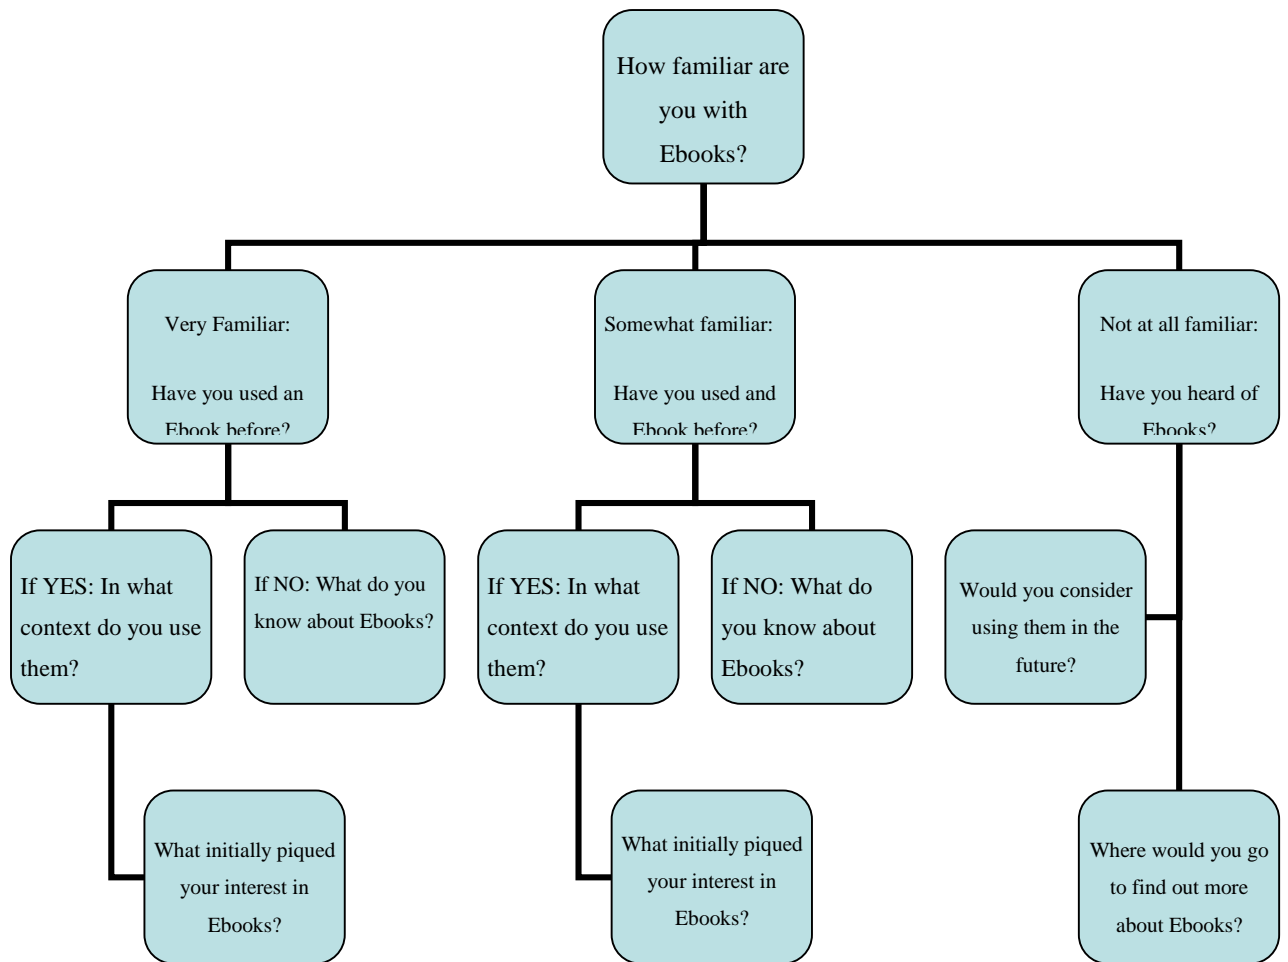 How familiar are
you with
Ebooks?
Very Familiar:
Have you used an
Ebook before?
Somewhat familiar:
Have you used and
Ebook before?
Not at all familiar:
Have you heard of
Ebooks?
If YES: In what
context do you use
them?
If NO: What do you
know about Ebooks?
If YES: In what
context do you use
them?
If NO: What do
you know about
Ebooks?
Would you consider
using them in the
future?
What initially piqued
your interest in
Ebooks?
What initially piqued
your interest in
Ebooks?
Where would you go
to find out more
about Ebooks?